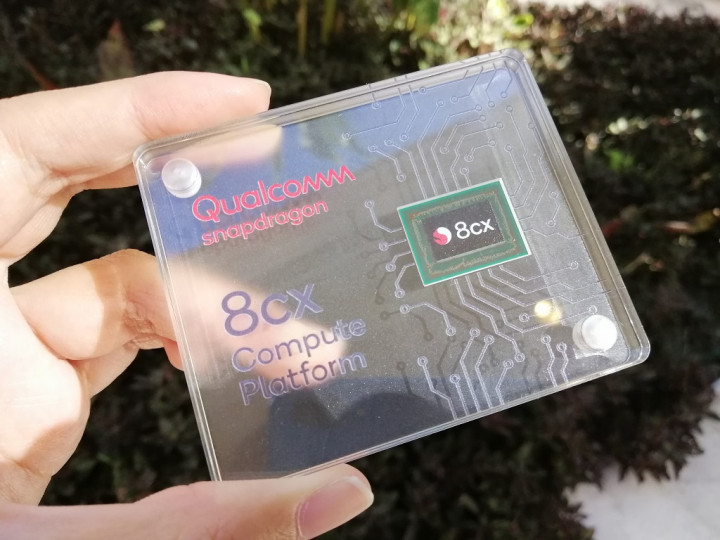 Qualcomm
snapdragon
8cx
Compute
Platform
8cx